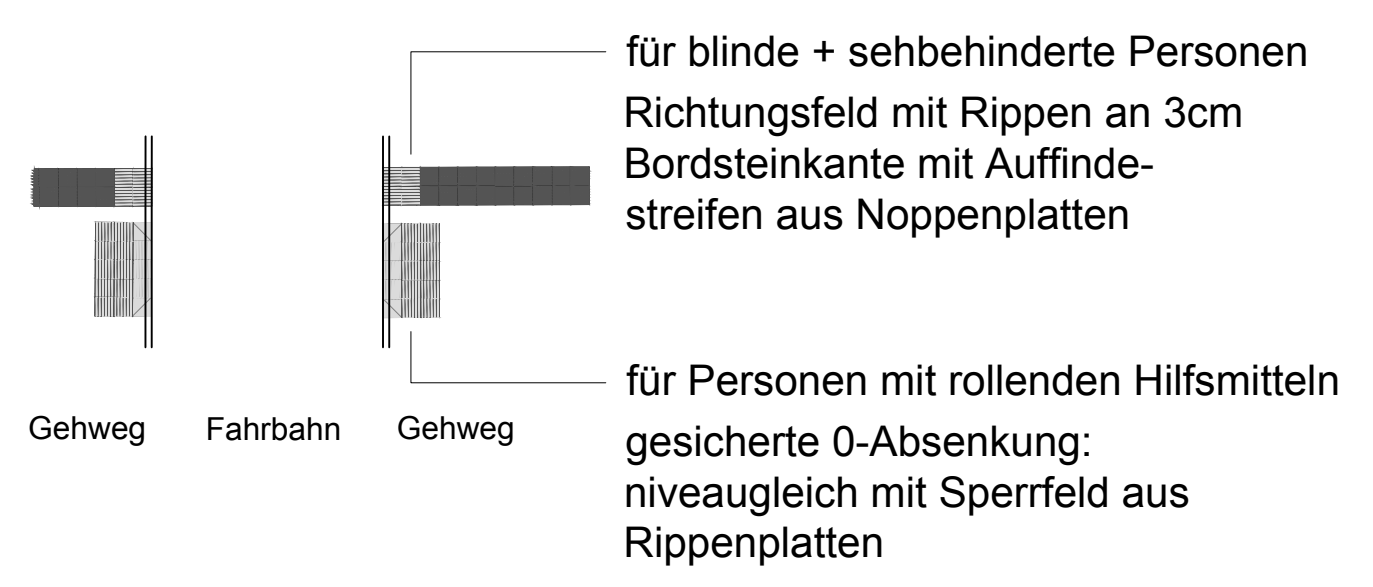 für blinde + sehbehinderte Personen
Richtungsfeld mit Rippen an 3cm
Bordsteinkante mit Auffinde-
streifen aus Noppenplatten
für Personen mit rollenden Hilfsmitteln
gesicherte 0-Absenkung:
niveaugleich mit Sperrfeld aus
Rippenplatten
Gehweg Fahrbahn Gehweg